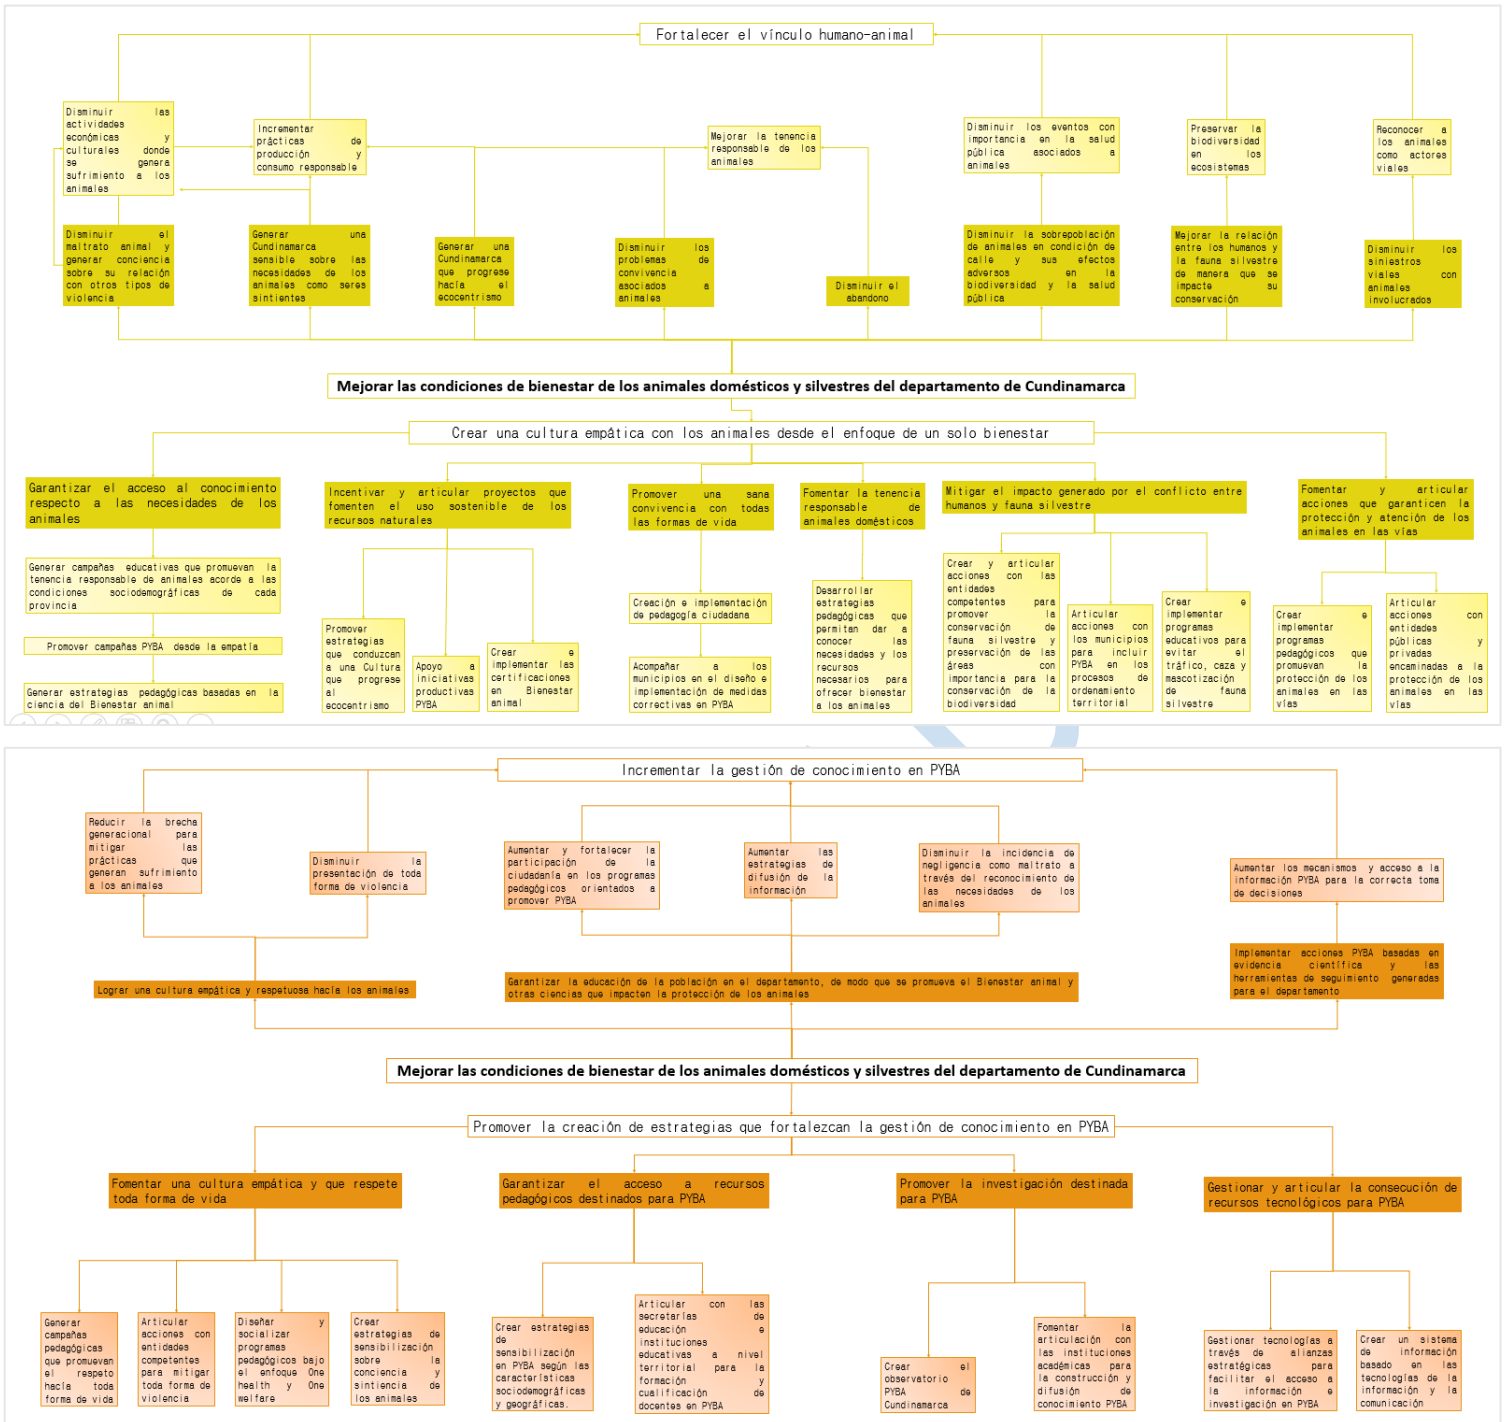 Fortalecer el vínculo humano-animal
Disminuir las
actividades
económicas y
culturales donde
se genera
sufrimiento a los
animales
Incrementar
prácticas de
producción y
consumo responsable
Mejorar la tenencia
responsable de los
animales
Disminuir los eventos con
importancia en la salud
pública asociados a
animales
Preservar la
biodiversidad
en los
ecosistemas
Reconocer a
los animales
como actores
viales
Disminuir el
maltrato animal y
generar conciencia
sobre su relación
con otros tipos de
violencia
Generar una
Cundinamarca
sensible sobre las
necesidades de los
animales como seres
sintientes
Generar una
Cundinamarca
que progrese
hacía el
ecocentrismo
Disminuir los
problemas de
convivencia
asociados a
animales
Disminuir el
abandono
Disminuir la sobrepoblación
de animales en condición de
calle y sus efectos
adversos en la
biodiversidad y la salud
pública
Mejorar la relación
entre los humanos y
la fauna silvestre
de manera que se
impacte su
conservación
Disminuir los
siniestros
viales con
animales
involucrados
Mejorar las condiciones de bienestar de los animales domésticos y silvestres del departamento de Cundinamarca
Crear una cultura empática con los animales desde el enfoque de un solo bienestar
Garantizar el acceso al conocimiento
respecto a las necesidades de los
animales
Incentivar y articular proyectos que
fomenten el uso sostenible de los
recursos naturales
Promover una sana
convivencia con todas
las formas de vida
Fomentar la tenencia
responsable de
animales domésticos
Mitigar el impacto generado por el conflicto entre
humanos y fauna silvestre
Fomentar y articular
acciones que garanticen la
protección y atención de los
animales en las vías
Generar campañas educativas que promuevan la
tenencia responsable de animales acorde a las
condiciones sociodemográficas de cada
provincia
Promover campañas PYBA desde la empatía
Generar estrategias pedagógicas basadas en la
ciencia del Bienestar animal
Promover
estrategias
que conduzcan
a una Cultura
que progrese
al
ecocentrismo
Apoyo a
iniciativas
productivas
PYBA
Crear e
implementar las
certificaciones
en Bienestar
animal
Creación e implementación
de pedagogía ciudadana
Acompañar a los
municipios en el diseño e
implementación de medidas
correctivas en PYBA
Desarrollar
estrategias
pedagógicas que
permitan dar a
conocer las
necesidades y los
recursos
necesarios para
ofrecer bienestar
a los animales
Crear y articular
acciones con las
entidades
competentes para
promover la
conservación de
fauna silvestre y
preservación de las
áreas con
importancia para la
conservación de la
biodiversidad
Articular
acciones con
los municipios
para incluir
PYBA en los
procesos de
ordenamiento
territorial
Crear e
implementar
programas
educativos para
evitar el
tráfico, caza y
mascotización
de fauna
silvestre
Crear e
implementar
programas
pedagógicos que
promuevan la
protección de los
animales en las
vías
Articular
acciones con
entidades
públicas y
privadas
encaminadas a la
protección de los
animales en las
vías
Incrementar la gestión de conocimiento en PYBA
Reducir la brecha
generacional para
mitigar las
prácticas que
generan sufrimiento
a los animales
Disminuir la
presentación de toda
forma de violencia
Aumentar y fortalecer la
participación de la
ciudadanía en los programas
pedagógicos orientados a
promover PYBA
Aumentar las
estrategias de
difusión de la
información
Disminuir la incidencia de
negligencia como maltrato a
través del reconocimiento de
las necesidades de los
animales
Aumentar los mecanismos y acceso a la
información PYBA para la correcta toma
de decisiones
Lograr una cultura empática y respetuosa hacía los animales
Garantizar la educación de la población en el departamento, de modo que se promueva el Bienestar animal y
otras ciencias que impacten la protección de los animales
Implementar acciones PYBA basadas en
evidencia científica y las
herramientas de seguimiento generadas
para el departamento
Mejorar las condiciones de bienestar de los animales domésticos y silvestres del departamento de Cundinamarca
Promover la creación de estrategias que fortalezcan la gestión de conocimiento en PYBA
Fomentar una cultura empática y que respete
toda forma de vida
Garantizar el acceso a recursos
pedagógicos destinados para PYBA
Promover la investigación destinada
para PYBA
Gestionar y articular la consecución de
recursos tecnológicos para PYBA
Generar
campañas
pedagógicas
que promuevan
el respeto
hacía toda
forma de vida
Articular
acciones con
entidades
competentes
para mitigar
toda forma de
violencia
Diseñar y
socializar
programas
pedagógicos bajo
el enfoque One
health y One
welfare
Crear
estrategias de
sensibilización
sobre la
conciencia y
sintiencia de
los animales
Crear estrategias
de
sensibilización
en PYBA según las
características
sociodemográficas
y geográficas.
Articular con las
secretarías de
educación e
instituciones
educativas a nivel
territorial para la
formación y
cualificación de
docentes en PYBA
Crear el
observatorio
PYBA de
Cundinamarca
Fomentar la
articulación con
las instituciones
académicas para
la construcción y
difusión de
conocimiento PYBA
Gestionar tecnologías a
través de alianzas
estratégicas para
facilitar el acceso a
la información e
investigación en PYBA
Crear un sistema
de información
basado en las
tecnologías de la
información y la
comunicación